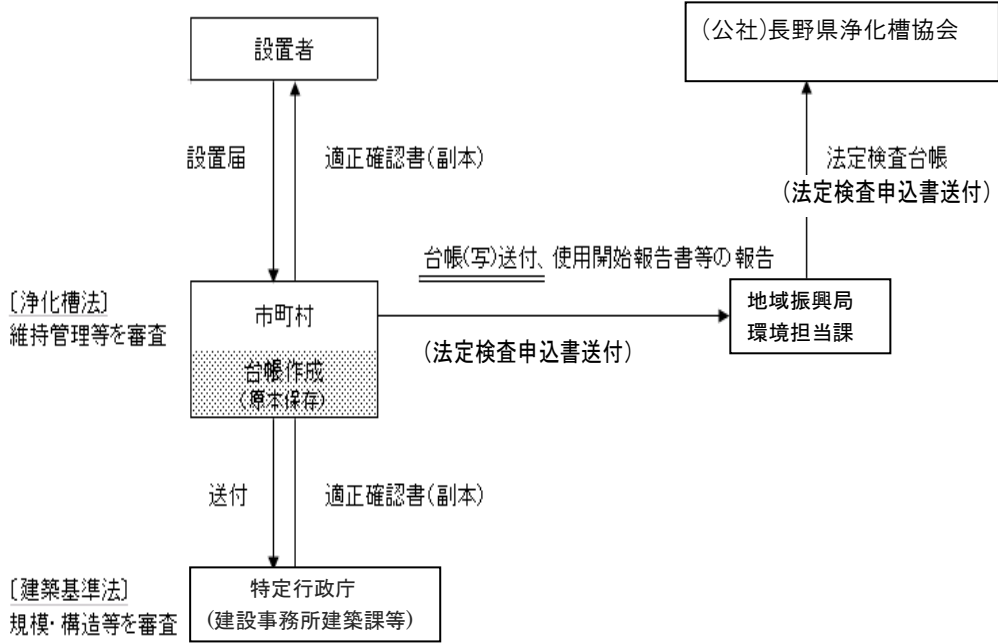 設置者
(公社)長野県浄化槽協会
設置届
適正確認書(副本)
法定検査台帳
(法定検査申込書送付)
台帳(写)送付、使用開始報告書等の報告
〔浄化槽法〕
維持管理等を審査
市町村
台帳作成
(原本保存)
地域振興局
環境担当課
(法定検査申込書送付)
送付
適正確認書(副本)
〔建築基準法〕
規模・構造等を審査
特定行政庁
(建設事務所建築課等)